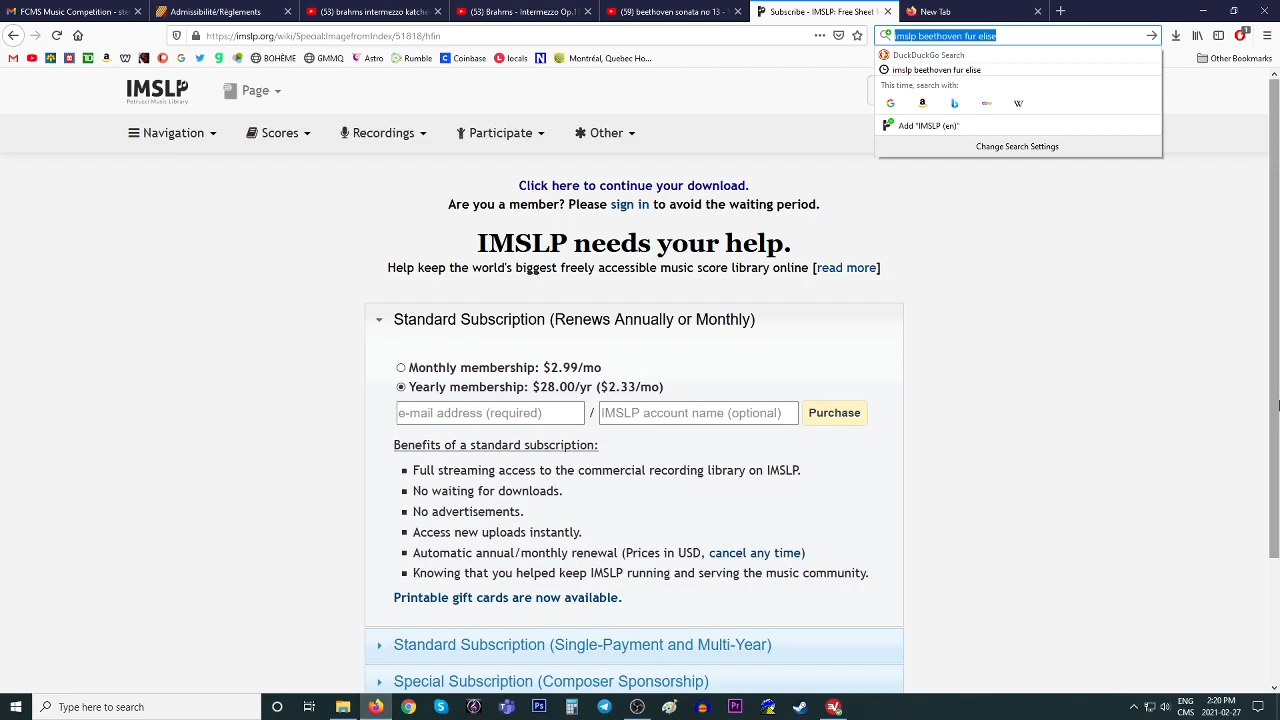 FCMS Music Competition - ste
Admissibilité/Règlements
(53) brahms intermezzo katche
(53) Brahms - Intermezzo Op.11
(59) beethoven sonata no 13 -
Subscribe - IMSLP: Free Sheet M
New Tab
https://imslp.org/wiki/Special:ImagefromIndex/51818/hfin
imslp beethoven fur elise
BOHÈME
GMMQ
Astro
Rumble
Coinbase
locals
Montréal, Quebec Ho...
Other Bookmarks
DuckDuckGo Search
imslp beethoven fur elise
This time, search with:
Add "IMSLP (en)"
Change Search Settings
IMSLP
Petrucci Music Library
Page
Navigation
Scores
Recordings
Participate
Other
Click here to continue your download.
Are you a member? Please sign in to avoid the waiting period.
IMSLP needs your help.
Help keep the world's biggest freely accessible music score library online [read more]
Standard Subscription (Renews Annually or Monthly)
Monthly membership: $2.99/mo
Yearly membership: $28.00/yr ($2.33/mo)
e-mail address (required) / IMSLP account name (optional) Purchase
Benefits of a standard subscription:
Full streaming access to the commercial recording library on IMSLP.
No waiting for downloads.
No advertisements.
Access new uploads instantly.
Automatic annual/monthly renewal (Prices in USD, cancel any time)
Knowing that you helped keep IMSLP running and serving the music community.
Printable gift cards are now available.
Standard Subscription (Single-Payment and Multi-Year)
Special Subscription (Composer Sponsorship)
Type here to search
ENG
CMS
2:20 PM
2021-02-27